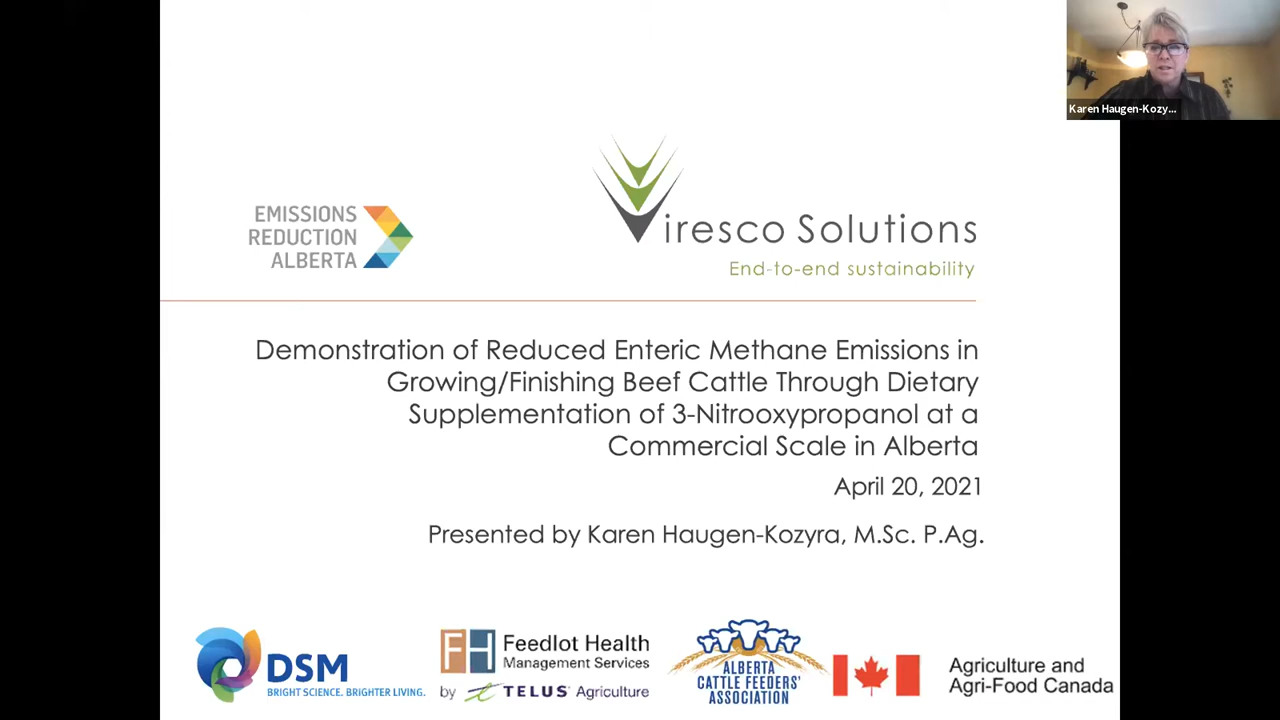 Karen Haugen-Kozy...
EMISSIONS
REDUCTION
ALBERTA
Viresco Solutions
End-to-end sustainability
Demonstration of Reduced Enteric Methane Emissions in
Growing/Finishing Beef Cattle Through Dietary
Supplementation of 3-Nitrooxypropanol at a
Commercial Scale in Alberta
April 20, 2021
Presented by Karen Haugen-Kozyra, M.Sc. P.Ag.
DSM
BRIGHT SCIENCE. BRIGHTER LIVING.
FH Feedlot Health
Management Services
by TELUS Agriculture
ALBERTA
CATTLE FEEDERS'
ASSOCIATION
Agriculture and
Agri-Food Canada